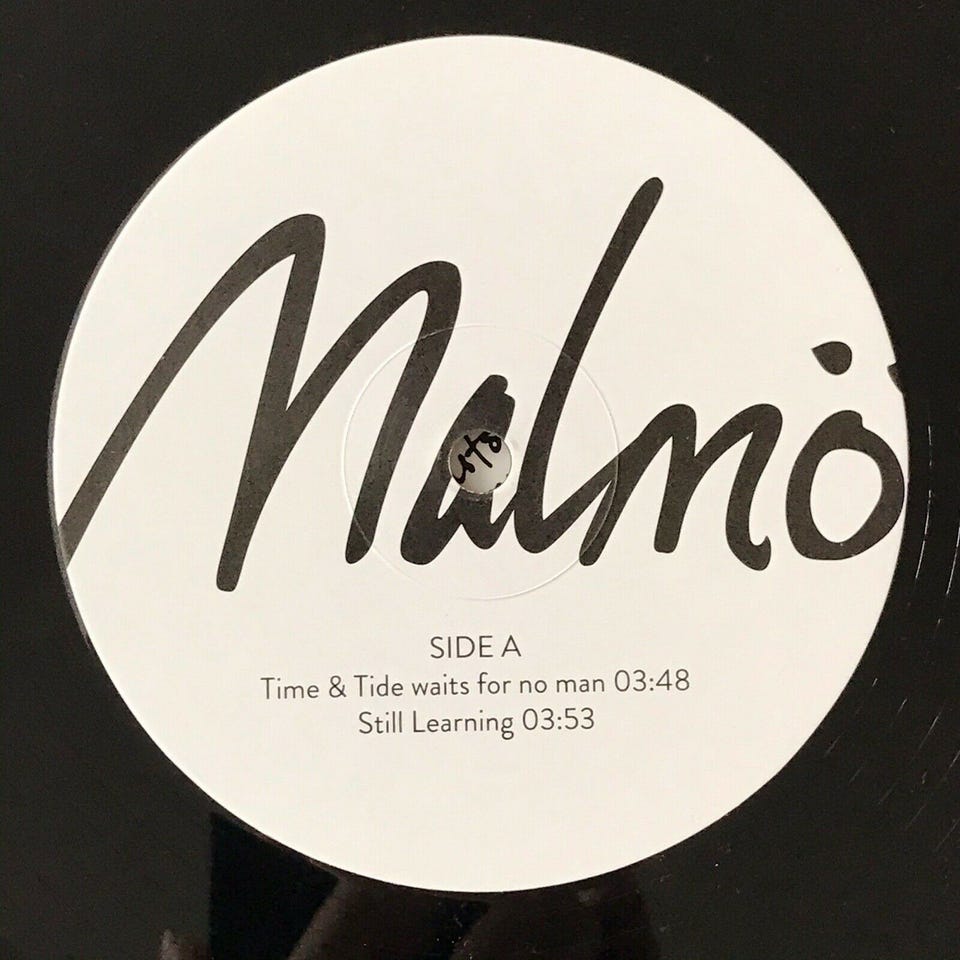 Malmö
SIDE A
Time & Tide waits for no man 03:48
Still Learning 03:53